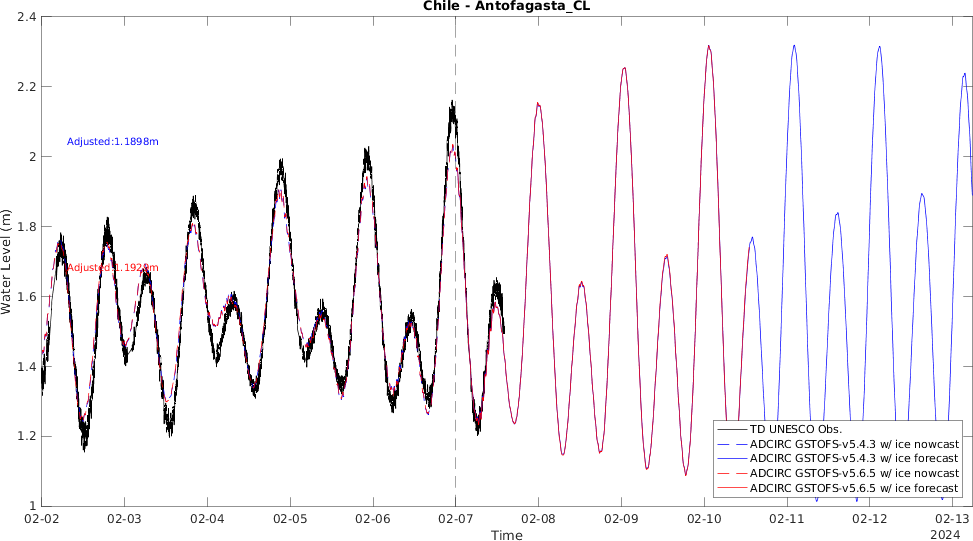 Chile - Antofagasta_CL
2.4
2.2
2
1.8
1.6
1.4
1.2
1
Water Level (m)
Adjusted:1.1898m
Adjusted:1.1928m
TD UNESCO Obs.
ADCIRC GSTOFS-v5.4.3 w/ ice nowcast
ADCIRC GSTOFS-v5.4.3 w/ ice forecast
ADCIRC GSTOFS-v5.6.5 w/ ice nowcast
ADCIRC GSTOFS-v5.6.5 w/ ice forecast
02-02 02-03 02-04 02-05 02-06 02-07 02-08 02-09 02-10 02-11 02-12 02-13
Time
2024